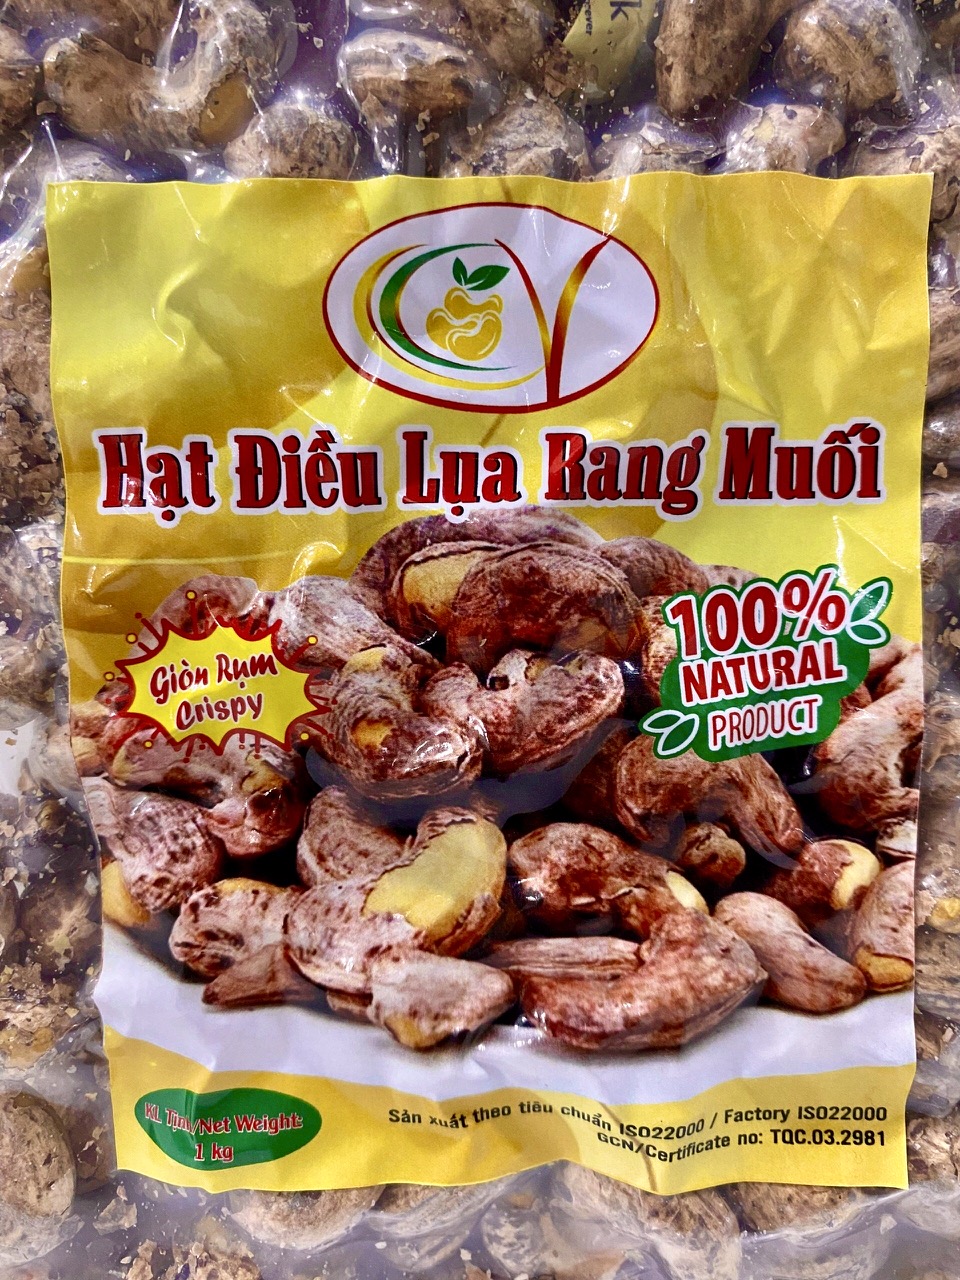 Hạt Điều Lụa Rang Muối
Giòn Rụm
Crispy
100%
NATURAL
PRODUCT
KL Tịnh/Net Weight:
1 kg
Sản xuất theo tiêu chuẩn ISO22000 / Factory ISO22000
GCN/Certificate no: TQC.03.2981